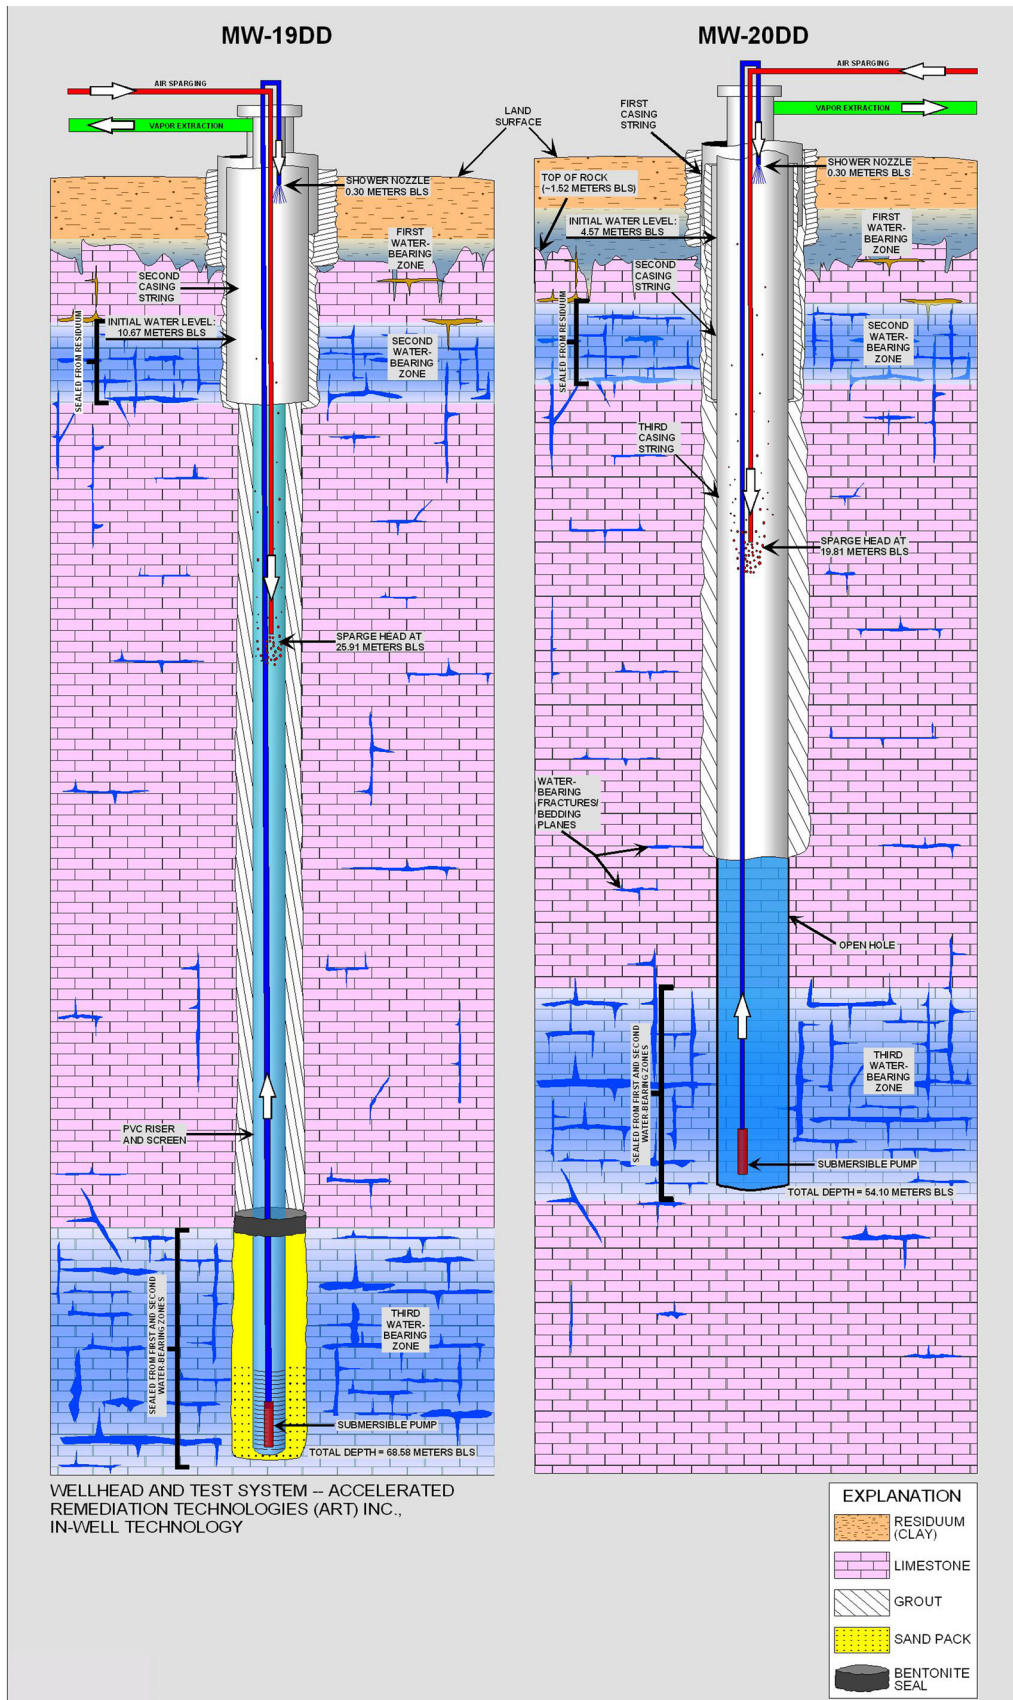 MW-19DD
AIR SPARGING
VAPOR EXTRACTION
LAND
SURFACE
SHOWER NOZZLE
0.30 METERS BLS
FIRST
WATER-
BEARING
ZONE
SECOND
CASING
STRING
INITIAL WATER LEVEL:
10.67 METERS BLS
SEALED FROM RESIDUUM
SECOND
WATER-
BEARING
ZONE
SPARGE HEAD AT
25.91 METERS BLS
PVC RISER
AND SCREEN
SEALED FROM FIRST AND SECOND
WATER-BEARING ZONES
THIRD
WATER-
BEARING
ZONE
SUBMERSIBLE PUMP
TOTAL DEPTH = 68.58 METERS BLS
MW-20DD
AIR SPARGING
VAPOR EXTRACTION
FIRST
CASING
STRING
TOP OF ROCK
(~1.52 METERS BLS)
SHOWER NOZZLE
0.30 METERS BLS
INITIAL WATER LEVEL:
4.57 METERS BLS
FIRST
WATER-
BEARING
ZONE
SECOND
CASING
STRING
SEALED FROM RESIDUUM
SECOND
WATER-
BEARING
ZONE
THIRD
CASING
STRING
SPARGE HEAD AT
19.81 METERS BLS
WATER-
BEARING
FRACTURES/
BEDDING
PLANES
OPEN HOLE
SEALED FROM FIRST AND SECOND
WATER-BEARING ZONES
THIRD
WATER-
BEARING
ZONE
SUBMERSIBLE PUMP
TOTAL DEPTH = 54.10 METERS BLS
WELLHEAD AND TEST SYSTEM -- ACCELERATED
REMEDIATION TECHNOLOGIES (ART) INC.,
IN-WELL TECHNOLOGY
EXPLANATION
RESIDUUM
(CLAY)
LIMESTONE
GROUT
SAND PACK
BENTONITE
SEAL